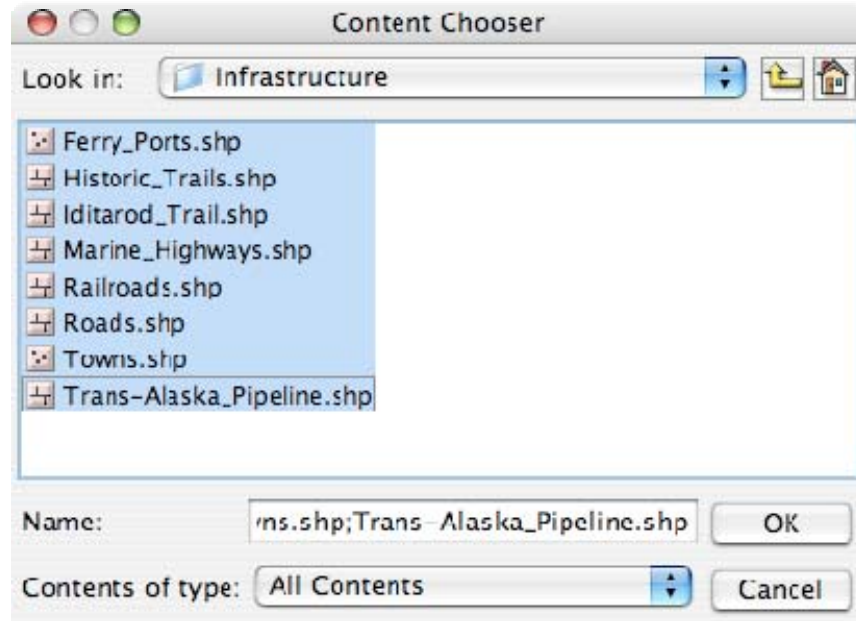 Content Chooser
Look in: Infrastructure
Ferry_Ports.shp
Historic_Trails.shp
Iditarod_Trail.shp
Marine_Highways.shp
Railroads.shp
Roads.shp
Towns.shp
Trans-Alaska_Pipeline.shp
Name: ns.shp;Trans-Alaska_Pipeline.shp OK
Contents of type: All Contents Cancel